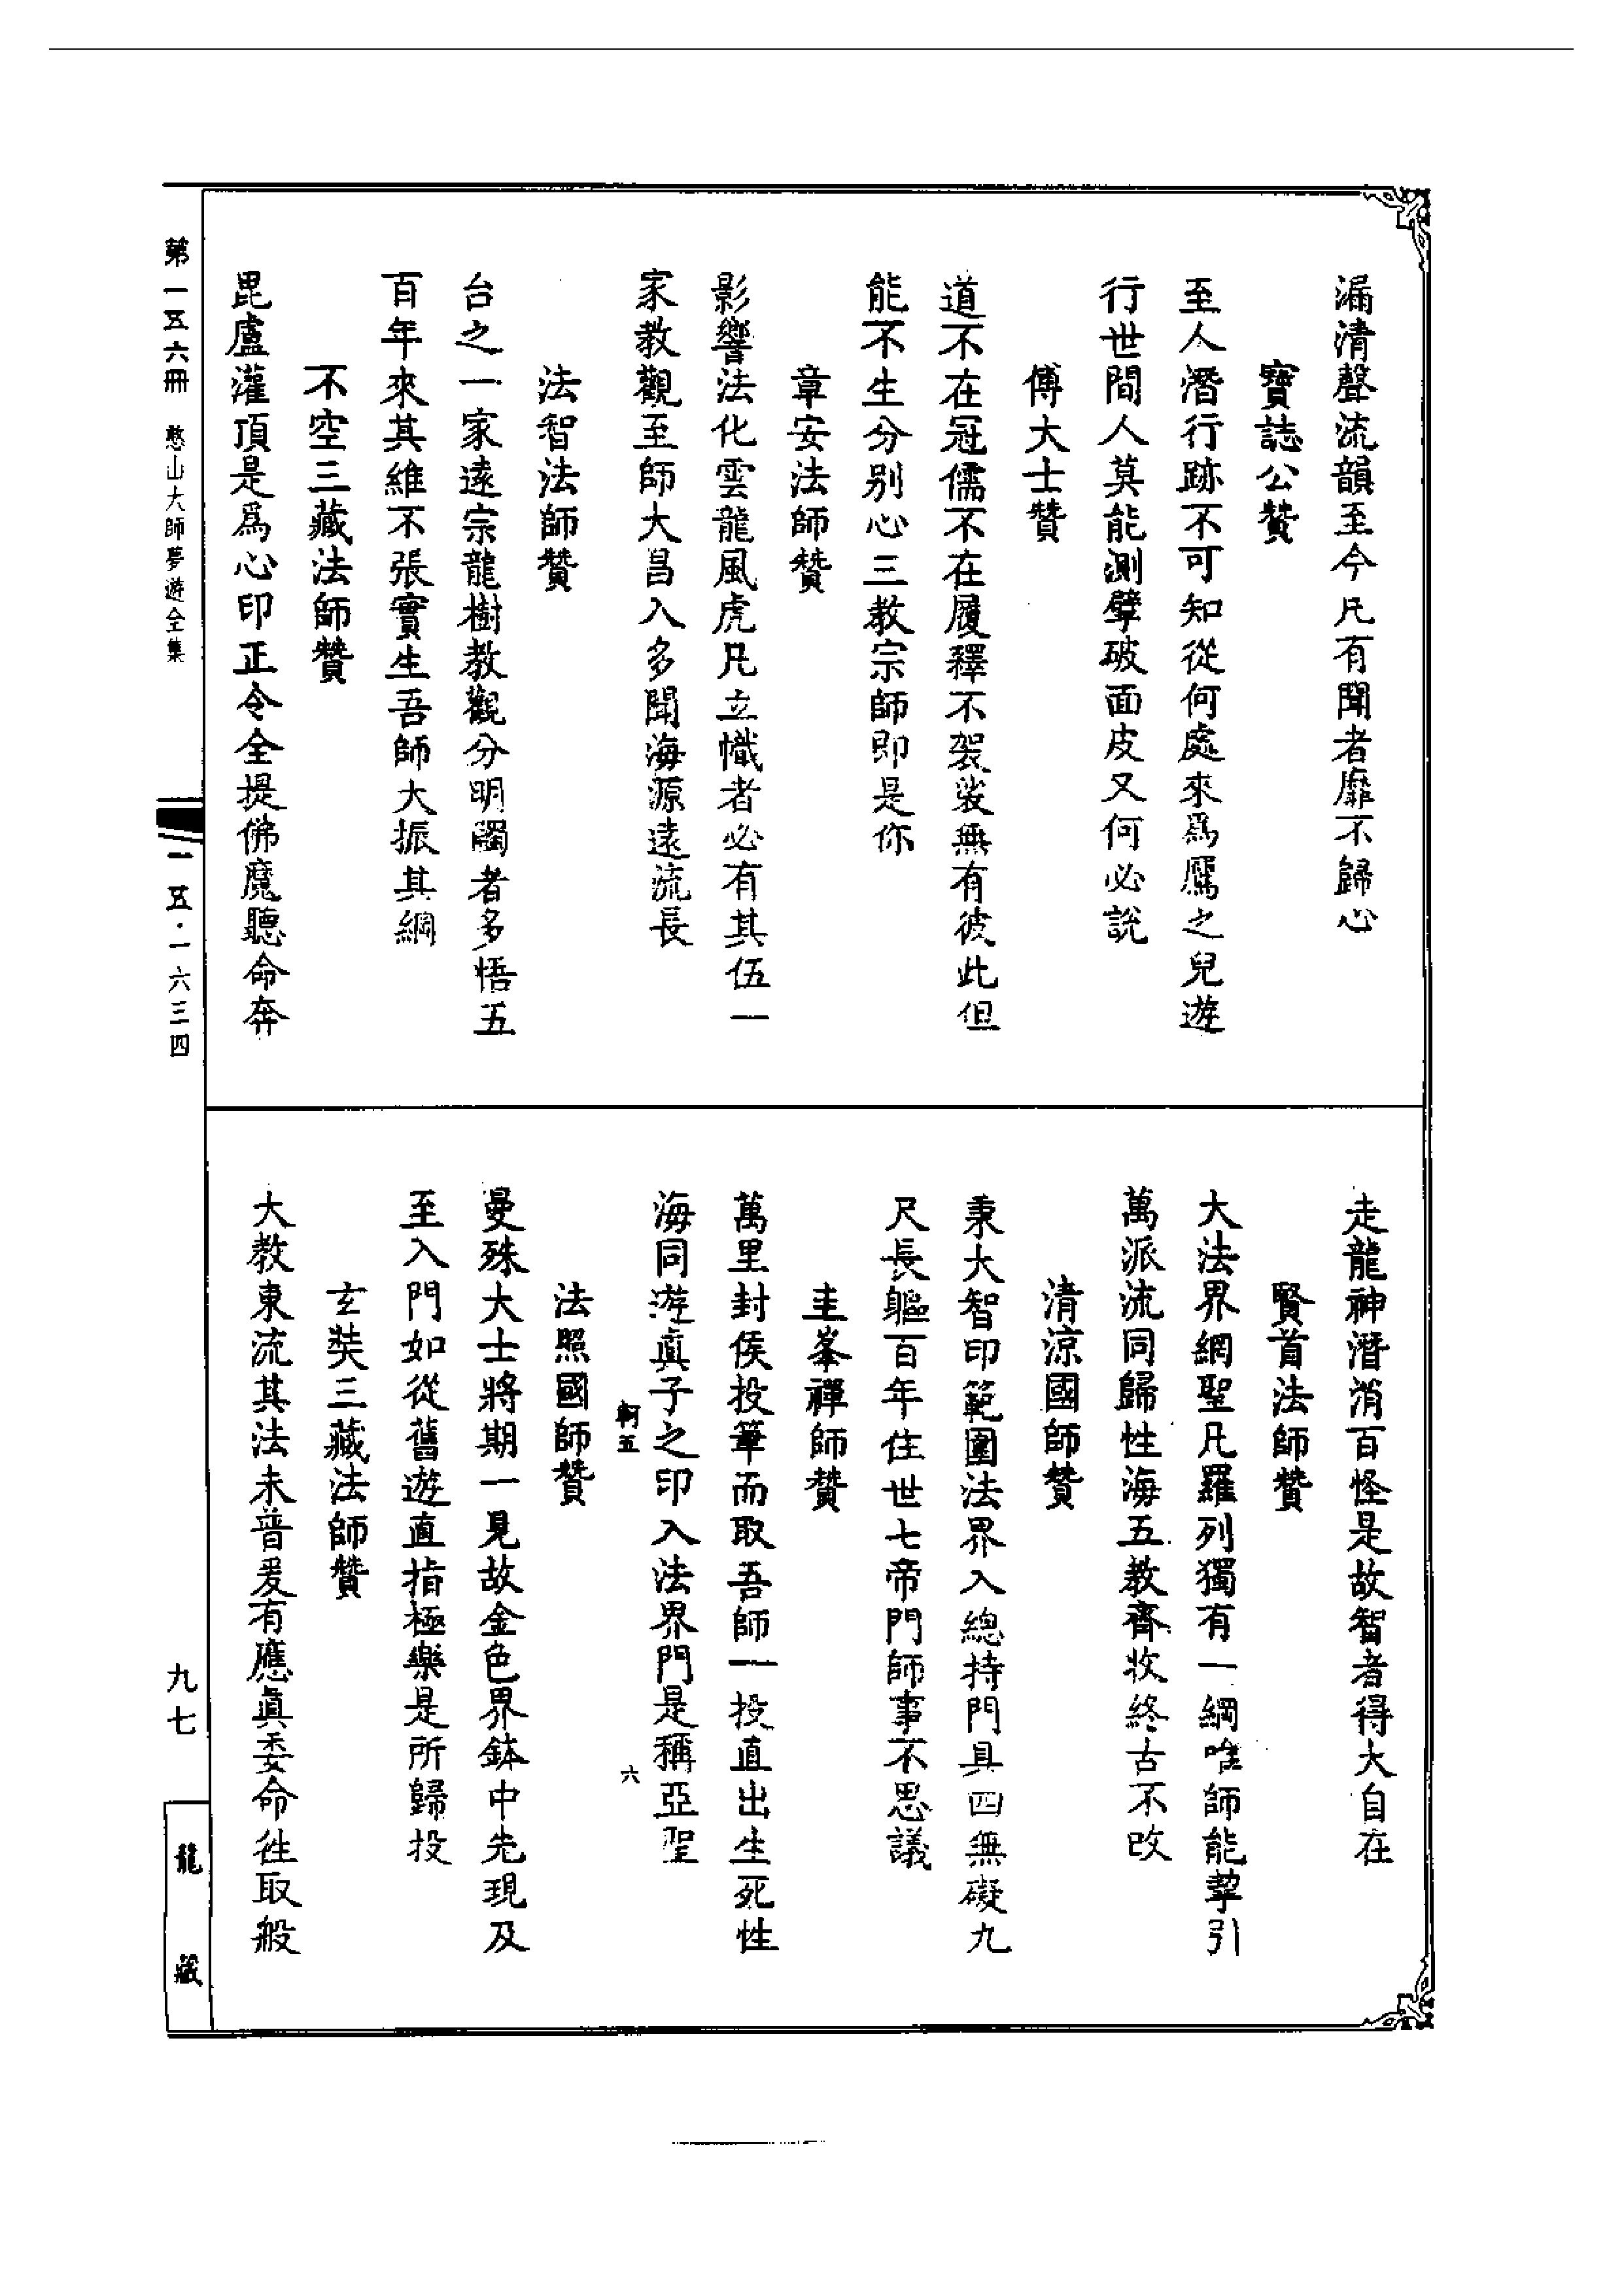 漏清聲流韻至今凡有聞者靡不歸心
寶誌公贊
至人潛行跡不可知從何處來爲鷹之兒遊
行世間人莫能測擘破面皮又何必說
傅大士贊
道不在冠儒不在履釋不袈裟無有彼此但
能不生分別心三教宗師即是你
章安法師贊
影響法化雲龍風虎凡立幟者必有其伍一
家教觀至師大昌入多聞海源遠流長
法智法師贊
台之一家遠宗龍樹教觀分明觸者多悟五
百年來其維不張實生吾師大振其綱
不空三藏法師贊
毘盧灌頂是爲心印正令全提佛魔聽命奔
走龍神潛消百怪是故智者得大自在
賢首法師贊
大法界網聖凡羅列獨有一綱唯師能挈引
萬派流同歸性海五教齊收終古不改
清涼國師贊
秉大智印範圍法界入總持門具四無礙九
尺長軀百年住世七帝門師事不思議
圭峯禪師贊
萬里封侯投筆而取吾師一投直出生死性
海同遊真子之印入法界門是稱亞聖
軻五
六
法照國師贊
曼殊大士將期一見故金色界鉢中先現及
至入門如從舊遊直指極樂是所歸投
玄奘三藏法師贊
大教東流其法未普爰有應眞委命往取般
第一五六冊 憨山大師夢遊全集
一五·一六三四
九七
龍藏